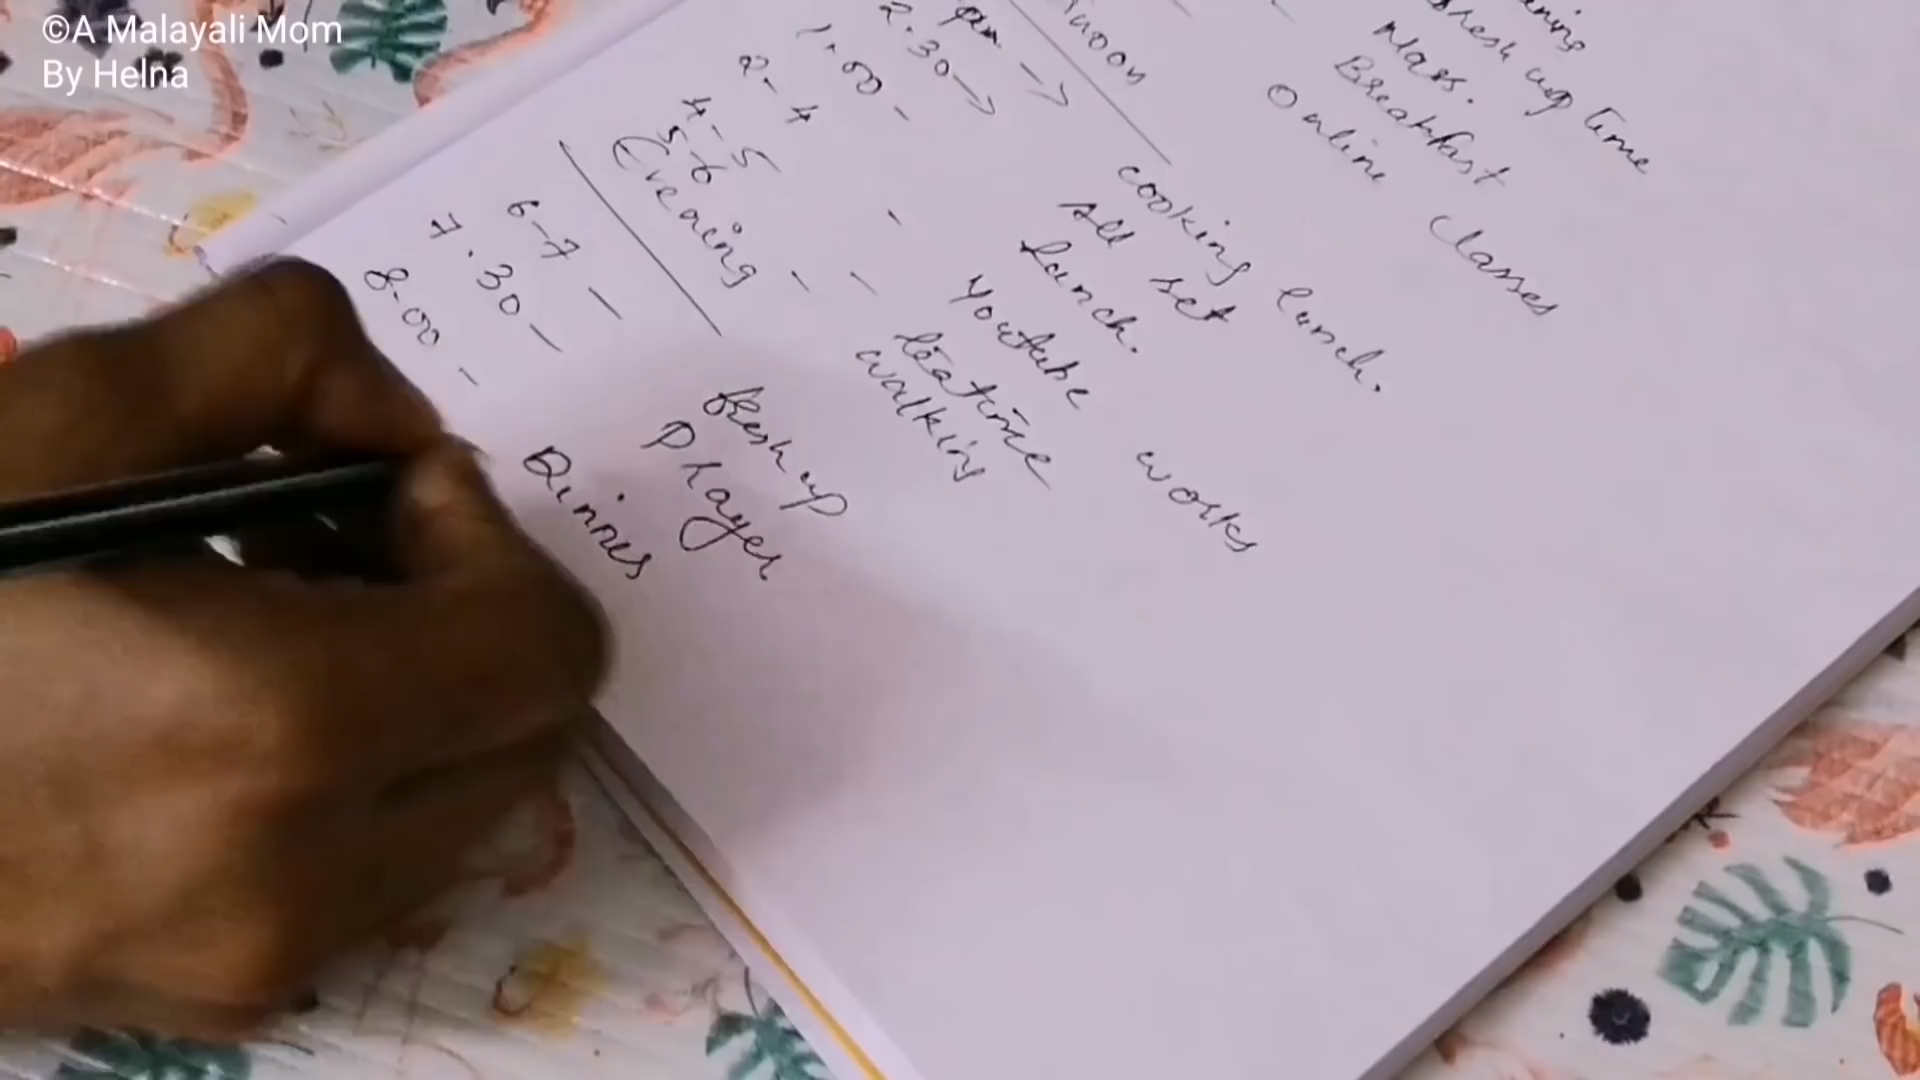 ©A Malayali Mom
By Helna
fresh up time
Mass.
Breakfast
Online classes
noon
→ cooking lunch.
2.30 → All set
1.00 - Lunch.
2-4 - Youtube works
4-5 - teatime
5-6 - walking
Evening
6-7 - fresh up
7.30 - Prayer
8.00 - Dinner